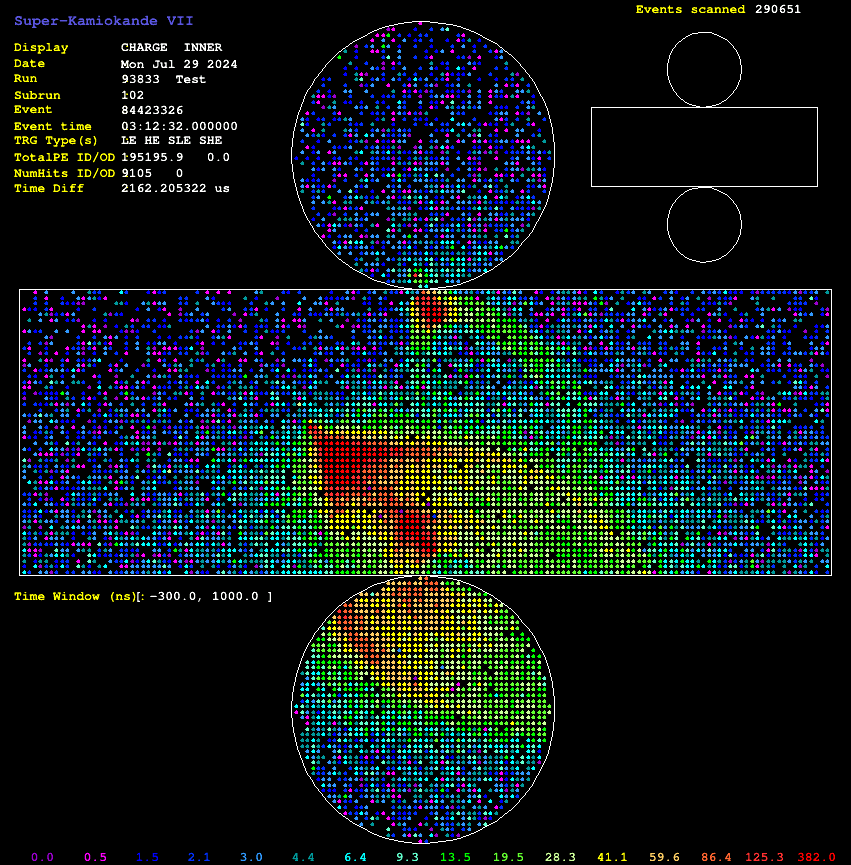 Super-Kamiokande VII
Events scanned 290651
Display CHARGE INNER
Date Mon Jul 29 2024
Run 93833 Test
Subrun 102
Event 84423326
Event time 03:12:32.000000
TRG Type(s) LE HE SLE SHE
TotalPE ID/OD 195195.9 0.0
NumHits ID/OD 9105 0
Time Diff 2162.205322 us
Time Window (ns)[: -300.0, 1000.0 ]
0.0 0.5 1.5 2.1 3.0 4.4 6.4 9.3 13.5 19.5 28.3 41.1 59.6 86.4 125.3 382.0